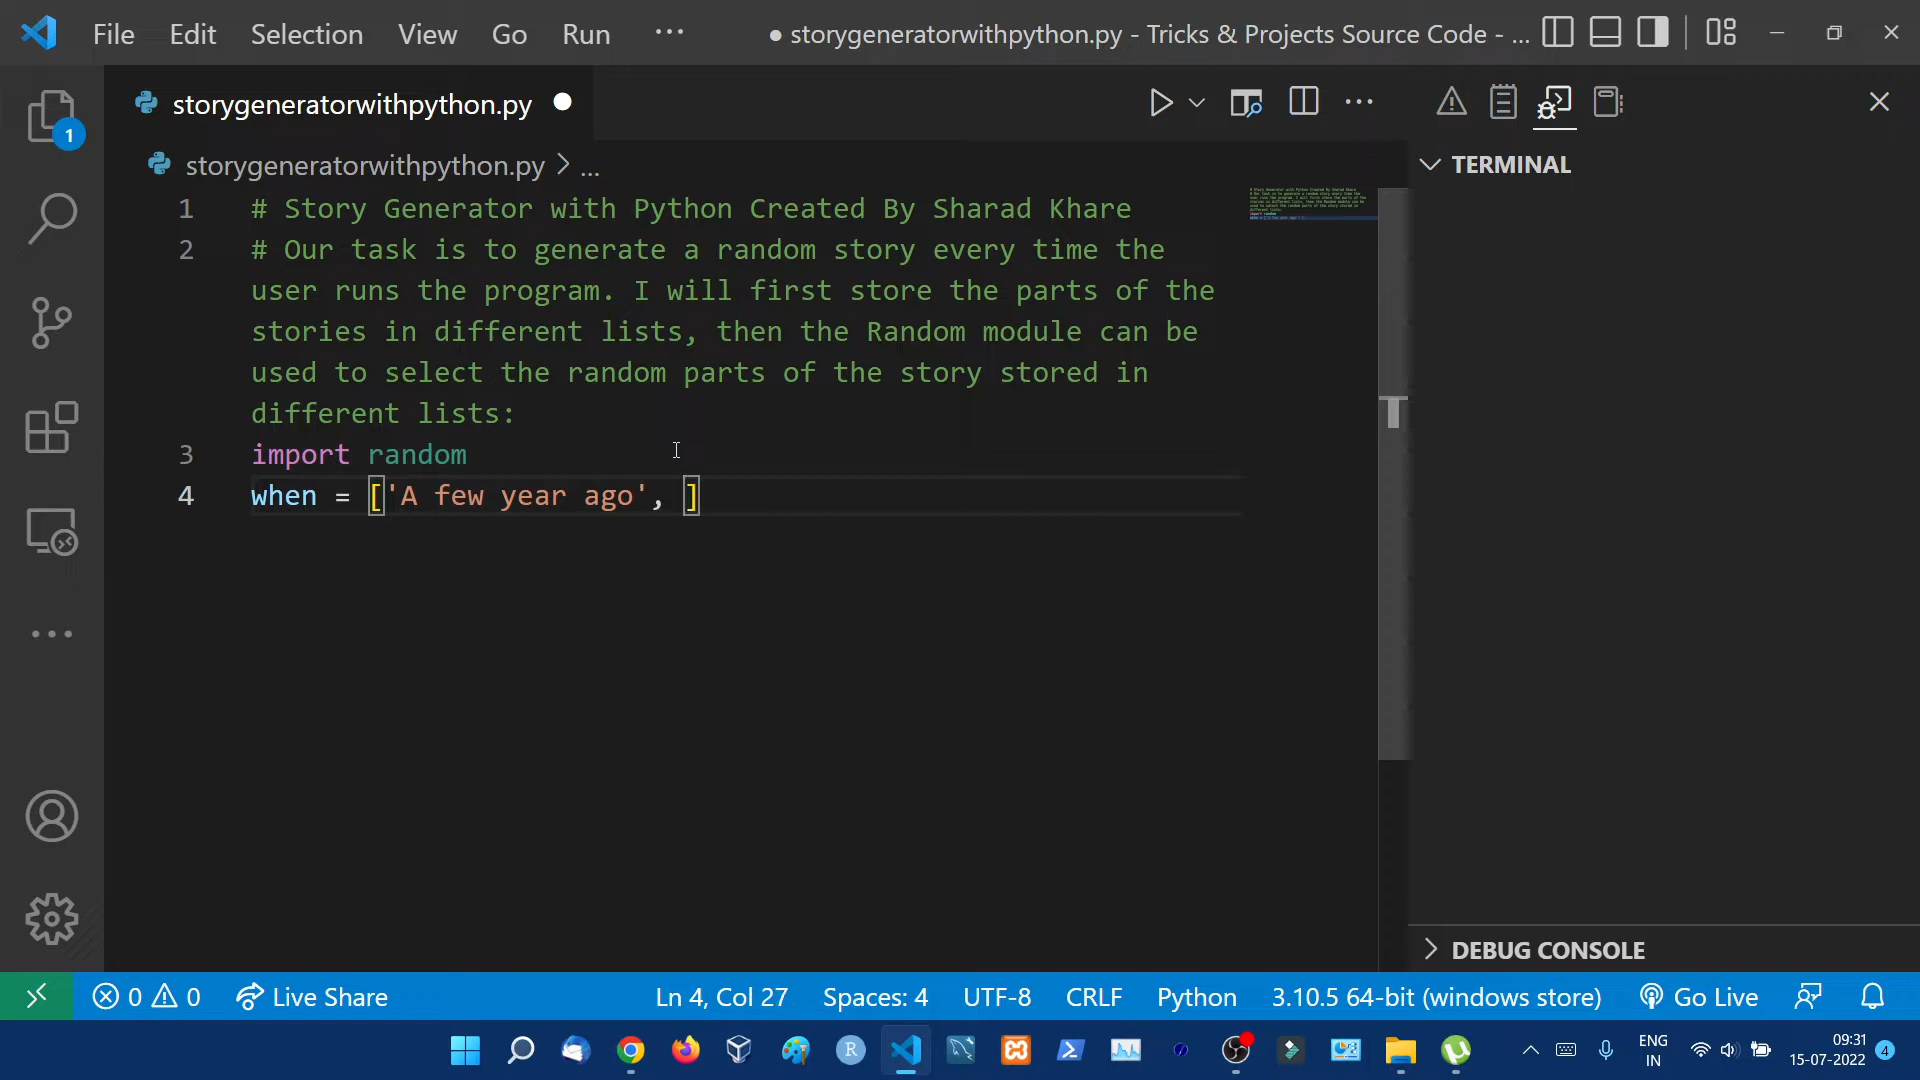 File Edit Selection View Go Run ··· ● storygeneratorwithpython.py - Tricks & Projects Source Code - ...
storygeneratorwithpython.py
storygeneratorwithpython.py > ...
TERMINAL
1 # Story Generator with Python Created By Sharad Khare
2 # Our task is to generate a random story every time the
user runs the program. I will first store the parts of the
stories in different lists, then the Random module can be
used to select the random parts of the story stored in
different lists:
3 import random
4 when = ['A few year ago', ]
1
DEBUG CONSOLE
0 0 Live Share Ln 4, Col 27 Spaces: 4 UTF-8 CRLF Python 3.10.5 64-bit (windows store) Go Live
R
ENG
IN
09:31
15-07-2022
4